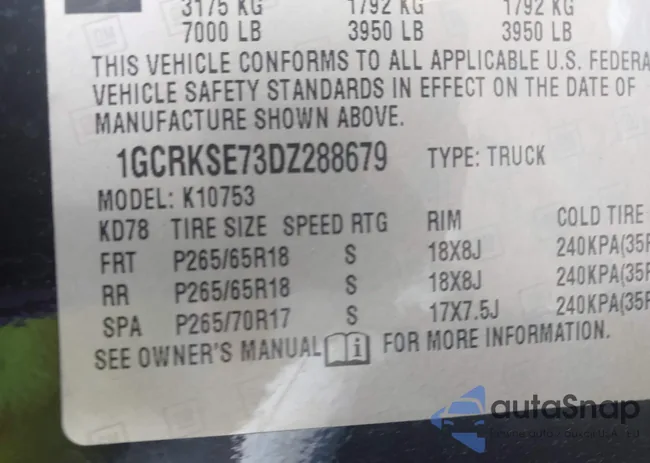 3175 KG 1792 KG 1792 KG
7000 LB 3950 LB 3950 LB
THIS VEHICLE CONFORMS TO ALL APPLICABLE U.S. FEDERA
VEHICLE SAFETY STANDARDS IN EFFECT ON THE DATE OF
MANUFACTURE SHOWN ABOVE.
1GCRKSE73DZ288679 TYPE: TRUCK
MODEL: K10753
KD78 TIRE SIZE SPEED RTG RIM COLD TIRE
FRT P265/65R18 S 18X8J 240KPA(35P
RR P265/65R18 S 18X8J 240KPA(35P
SPA P265/70R17 S 17X7.5J 240KPA(35P
SEE OWNER'S MANUAL i FOR MORE INFORMATION.
autoSnap